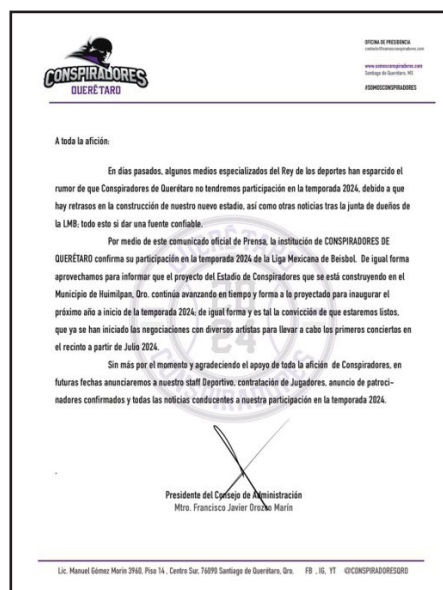 CONSPIRADORES
QUERÉTARO
OFICINA DE PRESIDENCIA
contacto@somosconspiradores.com
www.somosconspiradores.com
Santiago de Querétaro, MX
#SOMOSCONSPIRADORES
A toda la afición:
En días pasados, algunos medios especializados del Rey de los deportes han esparcido el
rumor de que Conspiradores de Querétaro no tendremos participación en la temporada 2024, debido a que
hay retrasos en la construcción de nuestro nuevo estadio, así como otras noticias tras la junta de dueños de
la LMB; todo esto si dar una fuente confiable.
Por medio de este comunicado oficial de Prensa, la institución de CONSPIRADORES DE
QUERÉTARO confirma su participación en la temporada 2024 de la Liga Mexicana de Beisbol. De igual forma
aprovechamos para informar que el proyecto del Estadio de Conspiradores que se está construyendo en el
Municipio de Huimilpan, Qro. continúa avanzando en tiempo y forma a lo proyectado para inaugurar el
próximo año a inicio de la temporada 2024; de igual forma y es tal la convicción de que estaremos listos,
que ya se han iniciado las negociaciones con diversos artistas para llevar a cabo los primeros conciertos en
el recinto a partir de Julio 2024.
Sin más por el momento y agradeciendo el apoyo de toda la afición de Conspiradores, en
futuras fechas anunciaremos a nuestro staff Deportivo, contratación de Jugadores, anuncio de patroci-
nadores confirmados y todas las noticias conducentes a nuestra participación en la temporada 2024.
QUERÉTARO
20
24
CONSPIRADORES
Presidente del Consejo de Administración
Mtro. Francisco Javier Orozco Marín
Lic. Manuel Gómez Morin 3960, Piso 14 , Centro Sur, 76090 Santiago de Querétaro, Qro. FB , IG, YT @CONSPIRADORESQRO